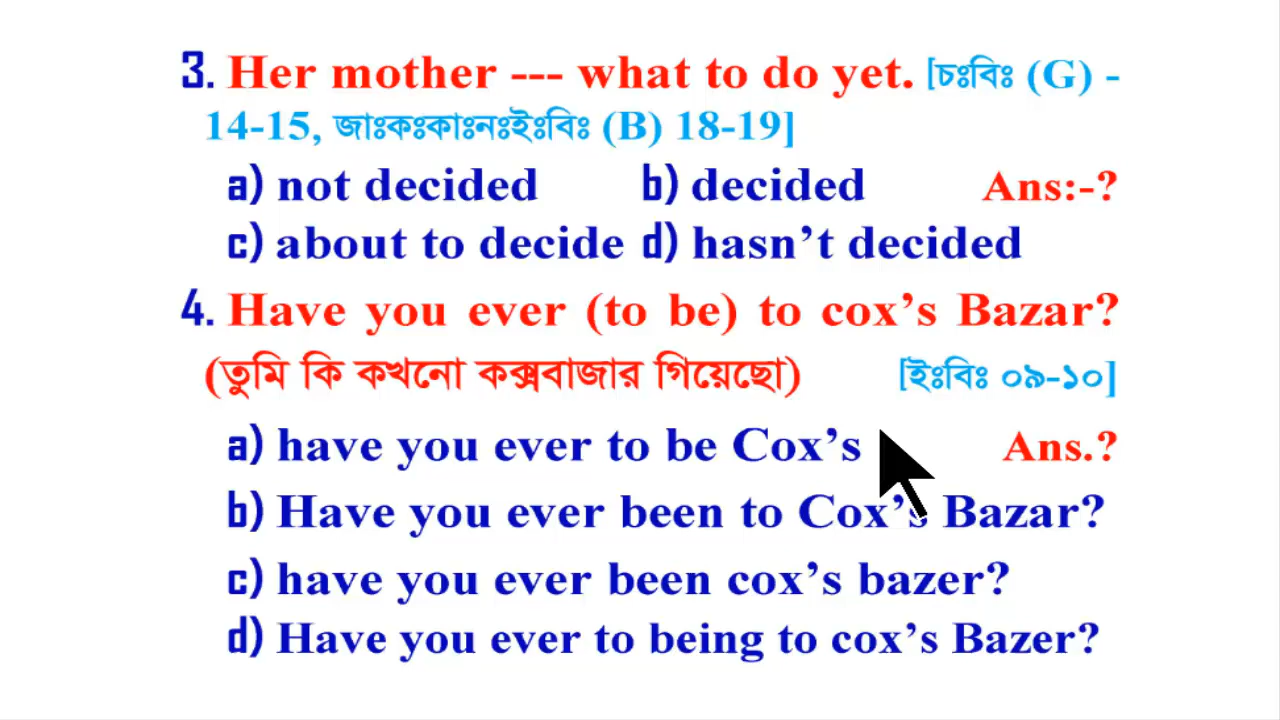 3. Her mother --- what to do yet. [চঃবিঃ (G) -
14-15, জাঃকঃকাঃনঃইঃবিঃ (B) 18-19]
a) not decided b) decided Ans:-?
c) about to decide d) hasn’t decided
4. Have you ever (to be) to cox’s Bazar?
(তুমি কি কখনো কক্সবাজার গিয়েছো) [ইঃবিঃ ০৯-১০]
a) have you ever to be Cox’s Ans.?
b) Have you ever been to Cox’s Bazar?
c) have you ever been cox’s bazer?
d) Have you ever to being to cox’s Bazer?